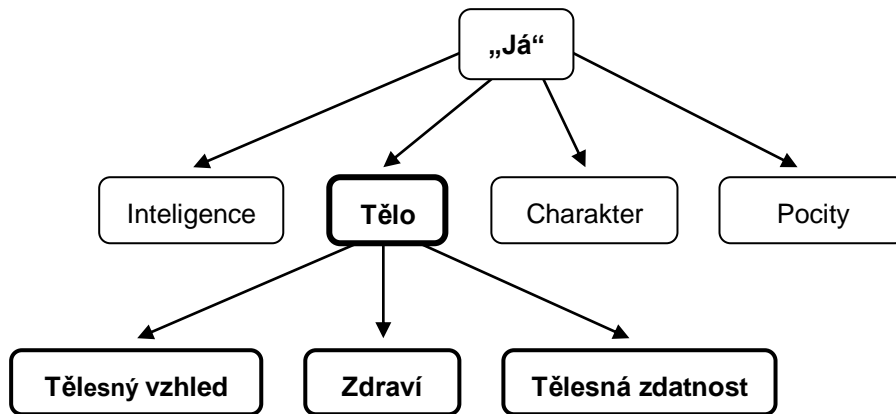 „Já“
Inteligence
Tělo
Charakter
Pocity
Tělesný vzhled
Zdraví
Tělesná zdatnost